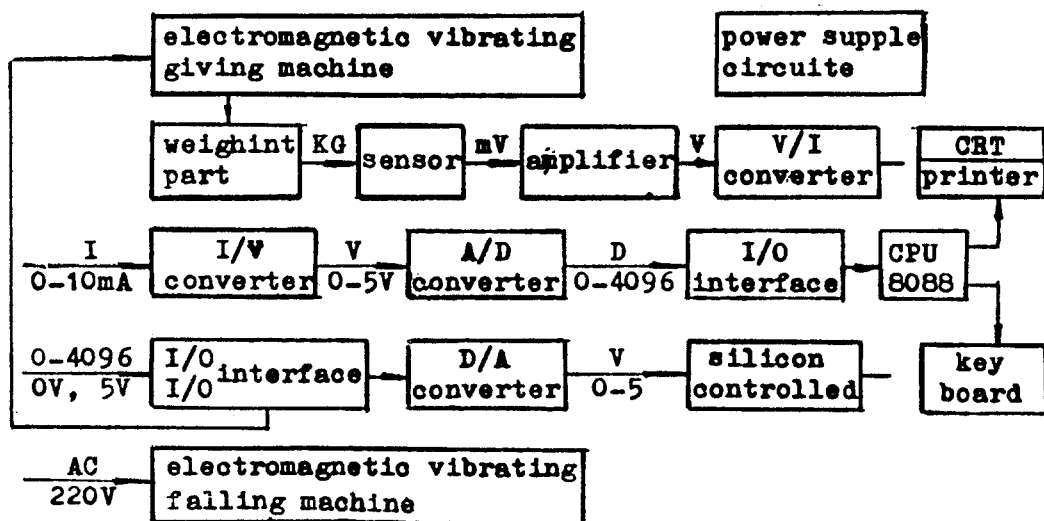 electromagnetic vibrating
giving machine
power supple
circuite
weighint
part
KG
sensor
mV
amplifier
V
V/I
converter
CRT
printer
I
0-10mA
I/V
converter
V
0-5V
A/D
converter
D
0-4096
I/O
interface
CPU
8088
0-4096
0V, 5V
I/O
I/O
interface
D/A
converter
V
0-5
silicon
controlled
key
board
AC
220V
electromagnetic vibrating
falling machine